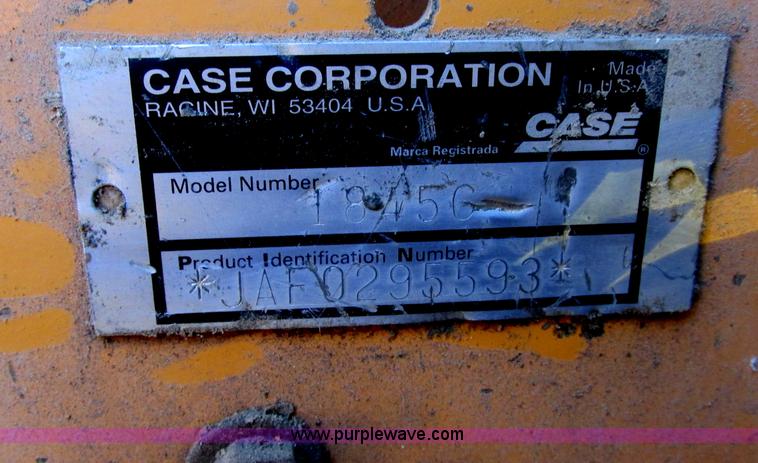 CASE CORPORATION
RACINE, WI 53404 U.S.A
Made
In U.S.A
CASE
®
Marca Registrada
Model Number
1845C
Product Identification Number
*JAF0295593*
www.purplewave.com